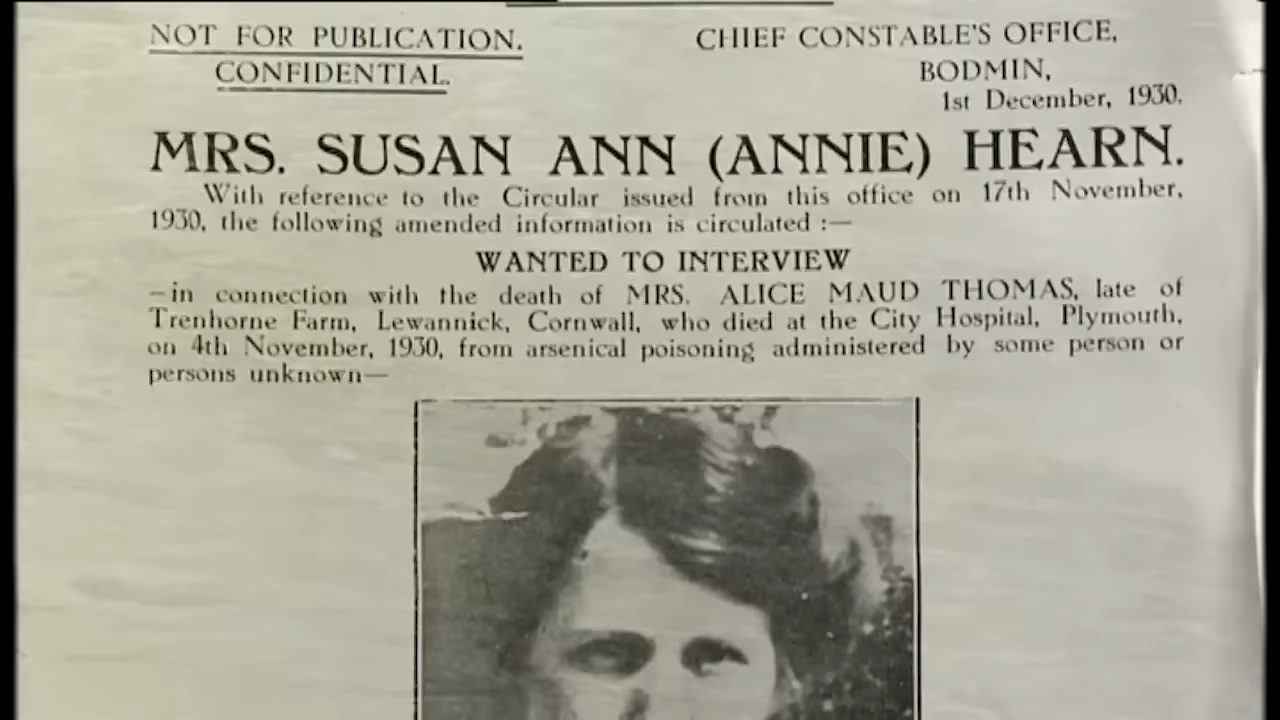 NOT FOR PUBLICATION.
CONFIDENTIAL.
CHIEF CONSTABLE'S OFFICE,
BODMIN,
1st December, 1930.
MRS. SUSAN ANN (ANNIE) HEARN.
With reference to the Circular issued from this office on 17th November,
1930, the following amended information is circulated :—
WANTED TO INTERVIEW
—in connection with the death of MRS. ALICE MAUD THOMAS, late of
Trenhorne Farm, Lewannick, Cornwall, who died at the City Hospital, Plymouth,
on 4th November, 1930, from arsenical poisoning administered by some person or
persons unknown—